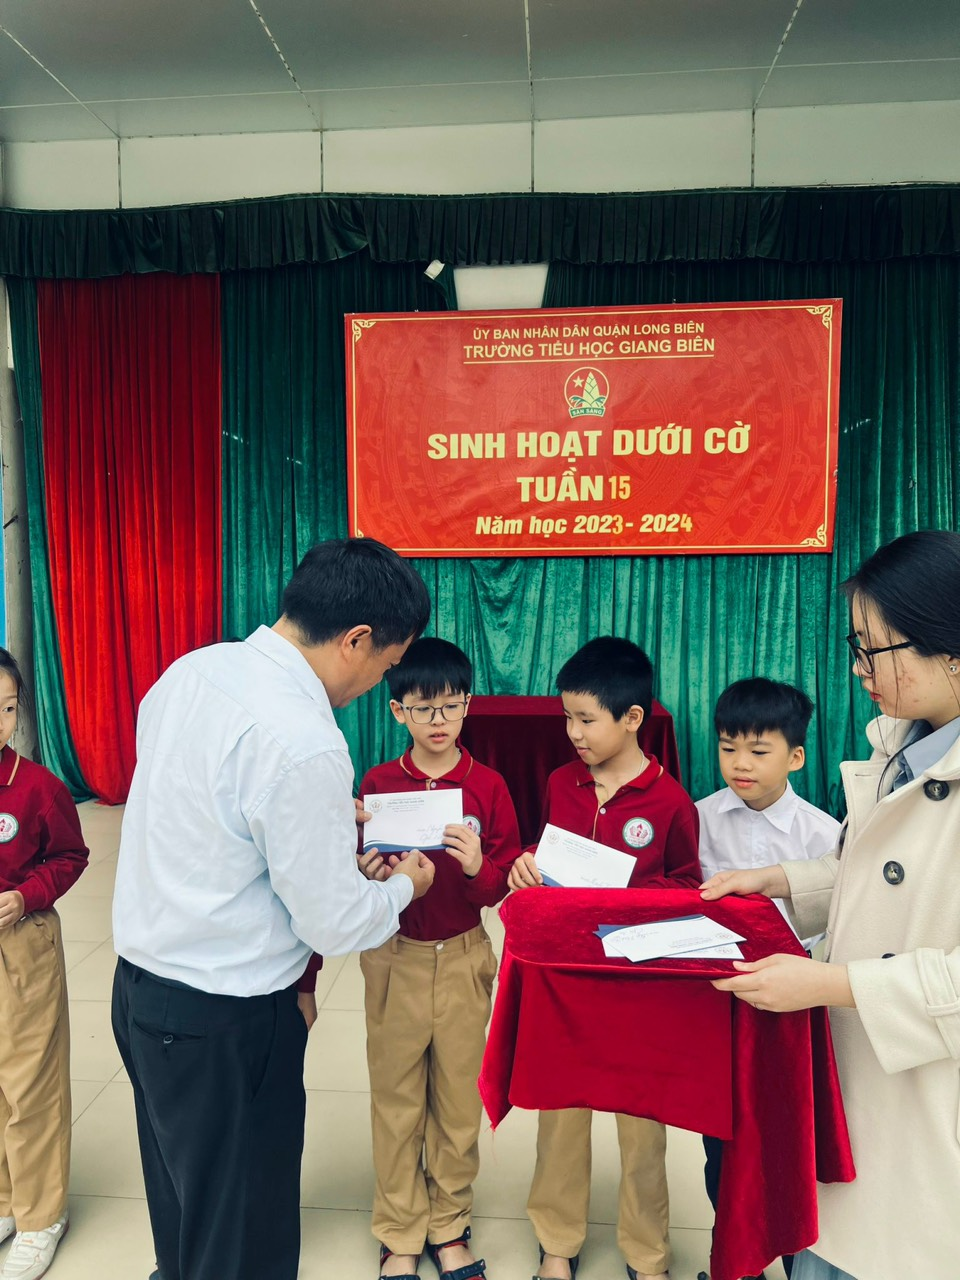 ỦY BAN NHÂN DÂN QUẬN LONG BIÊN
TRƯỜNG TIỂU HỌC GIANG BIÊN
SẴN SÀNG
SINH HOẠT DƯỚI CỜ
TUẦN 15
Năm học 2023 - 2024